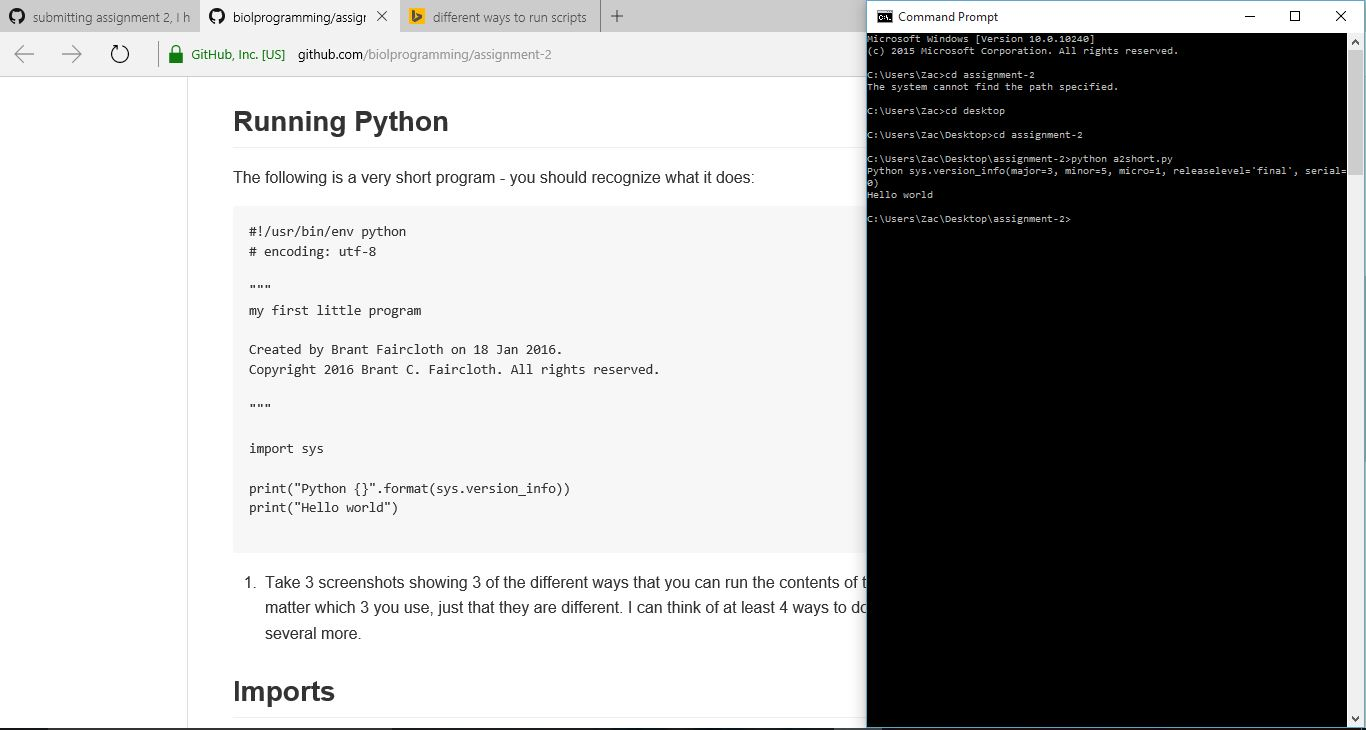 submitting assignment 2, I h
biolprogramming/assigr
different ways to run scripts
GitHub, Inc. [US] github.com/biolprogramming/assignment-2
Running Python
The following is a very short program - you should recognize what it does:
#!/usr/bin/env python
# encoding: utf-8
"""
my first little program
Created by Brant Faircloth on 18 Jan 2016.
Copyright 2016 Brant C. Faircloth. All rights reserved.
"""
import sys
print("Python {}".format(sys.version_info))
print("Hello world")
1. Take 3 screenshots showing 3 of the different ways that you can run the contents of t
matter which 3 you use, just that they are different. I can think of at least 4 ways to do
several more.
Imports
Command Prompt
Microsoft Windows [Version 10.0.10240]
(c) 2015 Microsoft Corporation. All rights reserved.
C:\Users\Zac>cd assignment-2
The system cannot find the path specified.
C:\Users\Zac>cd desktop
C:\Users\Zac\Desktop>cd assignment-2
C:\Users\Zac\Desktop\assignment-2>python a2short.py
Python sys.version_info(major=3, minor=5, micro=1, releaselevel='final', serial=
0)
Hello world
C:\Users\Zac\Desktop\assignment-2>